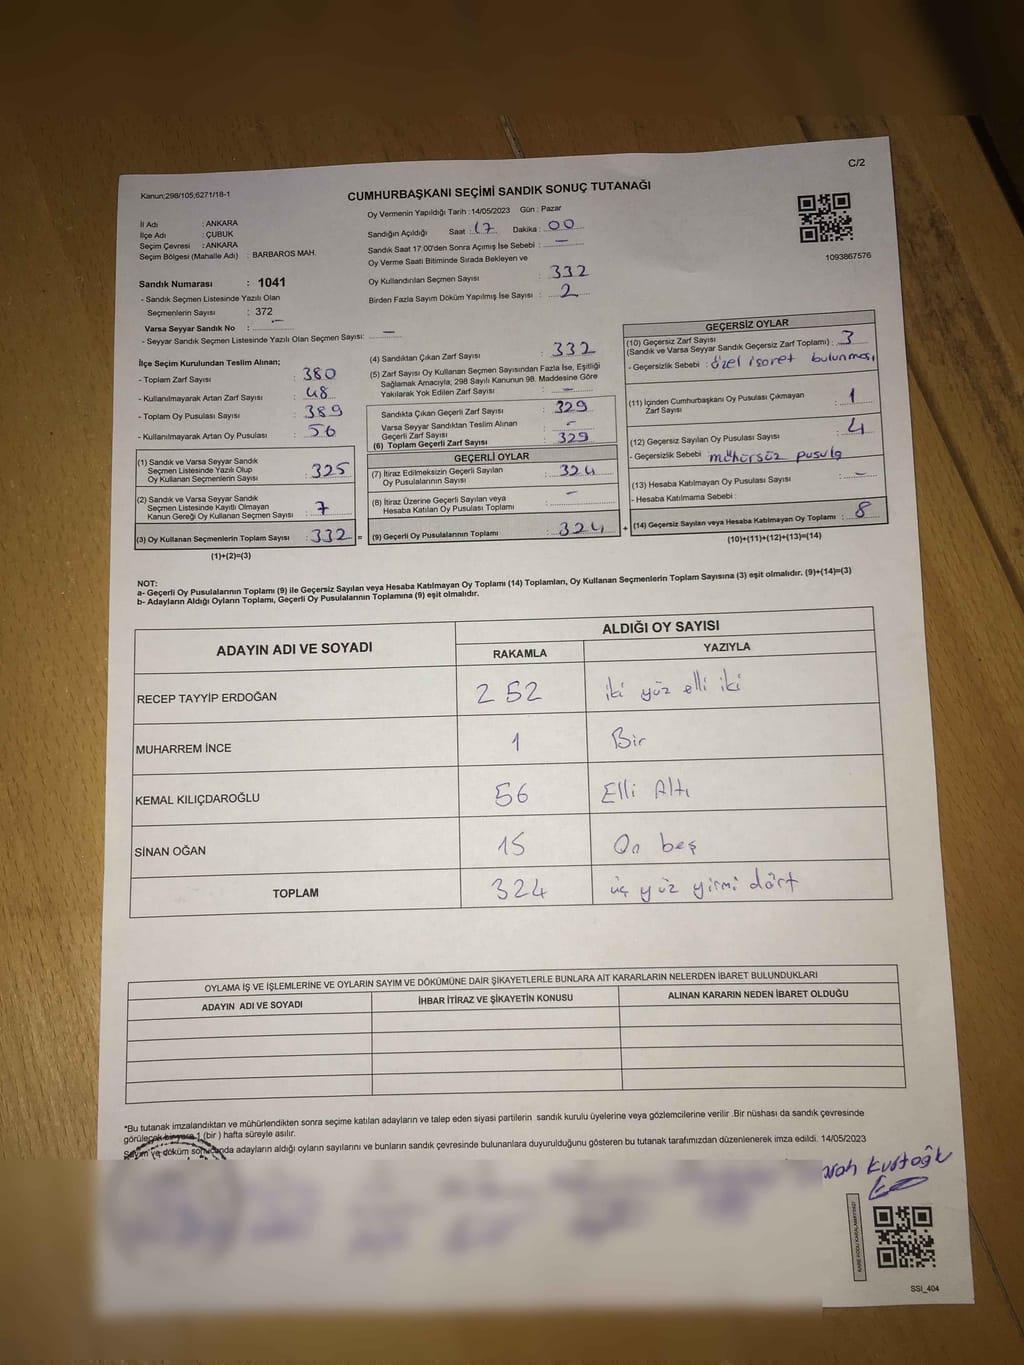 C/2
Kanun;298/105;6271/18-1
CUMHURBAŞKANI SEÇİMİ SANDIK SONUÇ TUTANAĞI
Oy Vermenin Yapıldığı Tarih :14/05/2023 Gün : Pazar
İl Adı : ANKARA
İlçe Adı : ÇUBUK
Seçim Çevresi : ANKARA
Seçim Bölgesi (Mahalle Adı) : BARBAROS MAH.
Sandığın Açıldığı Saat : 17 Dakika : 00
Sandık Saat 17:00'den Sonra Açımış İse Sebebi : -
Oy Verme Saati Bitiminde Sırada Bekleyen ve
Oy Kullandırılan Seçmen Sayısı : 332
Birden Fazla Sayım Döküm Yapılmış İse Sayısı : 2
1093867576
Sandık Numarası : 1041
- Sandık Seçmen Listesinde Yazılı Olan
Seçmenlerin Sayısı : 372
Varsa Seyyar Sandık No : -
- Seyyar Sandık Seçmen Listesinde Yazılı Olan Seçmen Sayısı: -
İlçe Seçim Kurulundan Teslim Alınan;
- Toplam Zarf Sayısı : 380
- Kullanılmayarak Artan Zarf Sayısı : 48
- Toplam Oy Pusulası Sayısı : 389
- Kullanılmayarak Artan Oy Pusulası : 56
(1) Sandık ve Varsa Seyyar Sandık
Seçmen Listesinde Yazılı Olup
Oy Kullanan Seçmenlerin Sayısı : 325
(2) Sandık ve Varsa Seyyar Sandık
Seçmen Listesinde Kayıtlı Olmayan
Kanun Gereği Oy Kullanan Seçmen Sayısı : 7
(3) Oy Kullanan Seçmenlerin Toplam Sayısı : 332 =
(1)+(2)=(3)
(4) Sandıktan Çıkan Zarf Sayısı : 332
(5) Zarf Sayısı Oy Kullanan Seçmen Sayısından Fazla İse, Eşitliği
Sağlamak Amacıyla; 298 Sayılı Kanunun 98. Maddesine Göre
Yakılarak Yok Edilen Zarf Sayısı : -
Sandıkta Çıkan Geçerli Zarf Sayısı : 329
Varsa Seyyar Sandıktan Teslim Alınan
Geçerli Zarf Sayısı : -
(6) Toplam Geçerli Zarf Sayısı : 329
GEÇERLİ OYLAR
(7) İtiraz Edilmeksizin Geçerli Sayılan
Oy Pusulalarının Sayısı : 324
(8) İtiraz Üzerine Geçerli Sayılan veya
Hesaba Katılan Oy Pusulası Toplamı : -
(9) Geçerli Oy Pusulalarının Toplamı : 324 +
GEÇERSİZ OYLAR
(10) Geçersiz Zarf Sayısı
(Sandık ve Varsa Seyyar Sandık Geçersiz Zarf Toplamı) : 3
- Geçersizlik Sebebi : özel isaret bulunması
(11) İçinden Cumhurbaşkanı Oy Pusulası Çıkmayan
Zarf Sayısı : 1
(12) Geçersiz Sayılan Oy Pusulası Sayısı : 4
- Geçersizlik Sebebi : mühürsüz pusula
(13) Hesaba Katılmayan Oy Pusulası Sayısı : -
- Hesaba Katılmama Sebebi :
(14) Geçersiz Sayılan veya Hesaba Katılmayan Oy Toplamı : 8
(10)+(11)+(12)+(13)=(14)
NOT:
a- Geçerli Oy Pusulalarının Toplamı (9) ile Geçersiz Sayılan veya Hesaba Katılmayan Oy Toplamı (14) Toplamları, Oy Kullanan Seçmenlerin Toplam Sayısına (3) eşit olmalıdır. (9)+(14)=(3)
b- Adayların Aldığı Oyların Toplamı, Geçerli Oy Pusulalarının Toplamına (9) eşit olmalıdır.
ADAYIN ADI VE SOYADI ALDIĞI OY SAYISI
RAKAMLA YAZIYLA
RECEP TAYYİP ERDOĞAN 252 iki yüz elli iki
MUHARREM İNCE 1 Bir
KEMAL KILIÇDAROĞLU 56 Elli Altı
SİNAN OĞAN 15 On beş
TOPLAM 324 üç yüz yirmi dört
OYLAMA İŞ VE İŞLEMLERİNE VE OYLARIN SAYIM VE DÖKÜMÜNE DAİR ŞİKAYETLERLE BUNLARA AİT KARARLARIN NELERDEN İBARET BULUNDUKLARI
ADAYIN ADI VE SOYADI İHBAR İTİRAZ VE ŞİKAYETİN KONUSU ALINAN KARARIN NEDEN İBARET OLDUĞU
*Bu tutanak imzalandıktan ve mühürlendikten sonra seçime katılan adayların ve talep eden siyasi partilerin sandık kurulu üyelerine veya gözlemcilerine verilir .Bir nüshası da sandık çevresinde
görülecek bir yere 1 (bir ) hafta süreyle asılır.
Sayım ve döküm sonucunda adayların aldığı oyların sayılarını ve bunların sandık çevresinde bulunanlara duyurulduğunu gösteren bu tutanak tarafımızdan düzenlenerek imza edildi. 14/05/2023
SSI_404